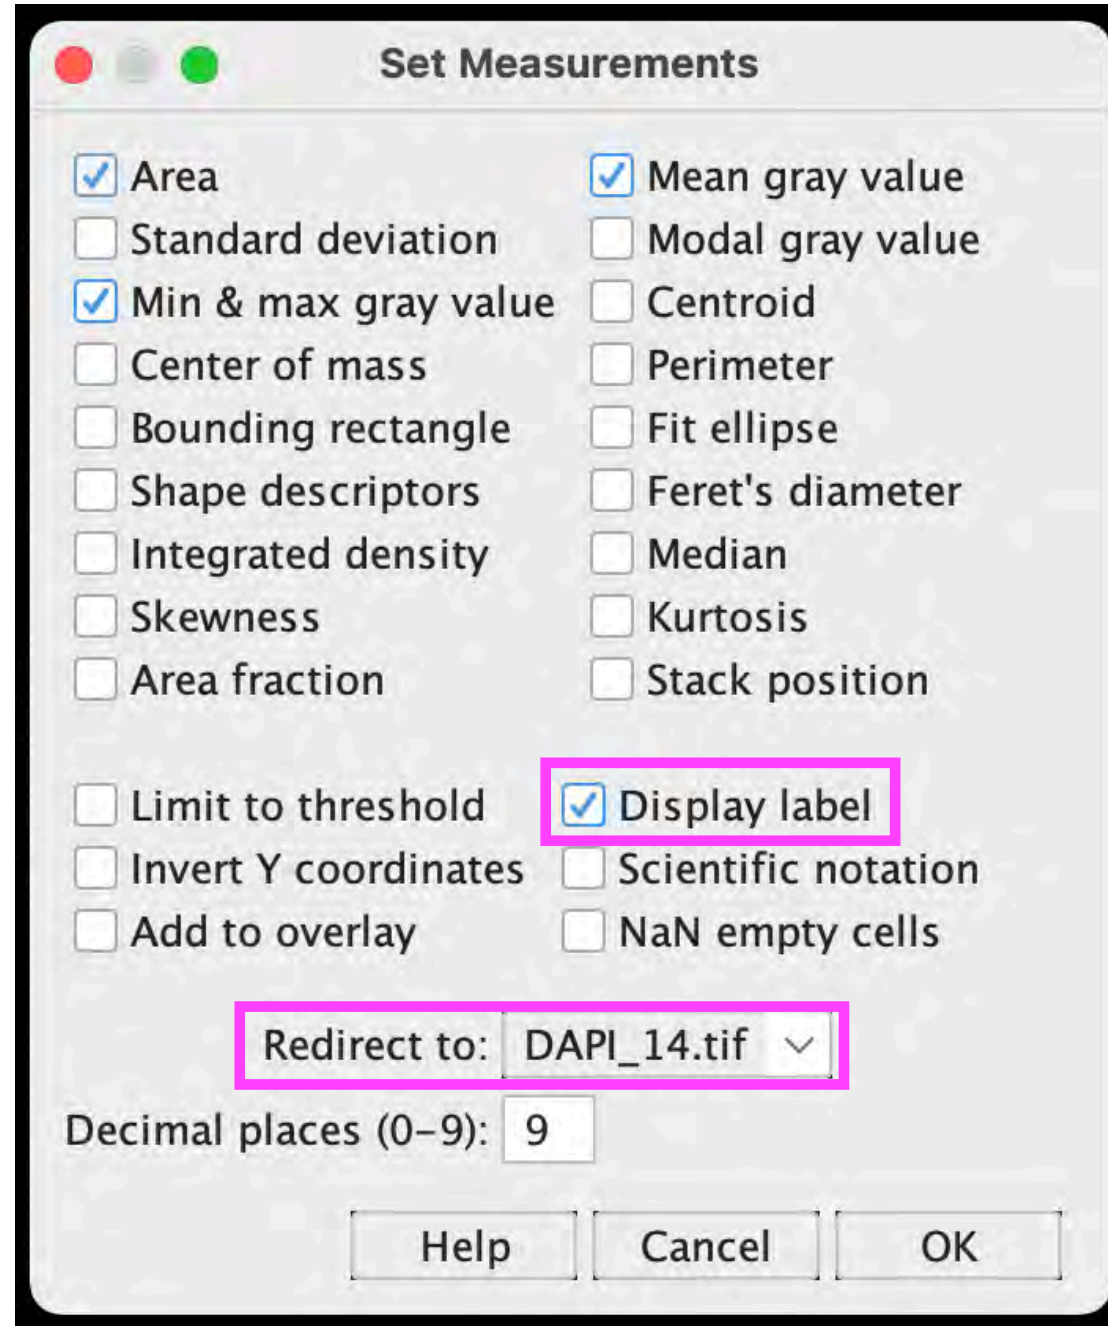 Set Measurements
Area Mean gray value
Standard deviation Modal gray value
Min & max gray value Centroid
Center of mass Perimeter
Bounding rectangle Fit ellipse
Shape descriptors Feret's diameter
Integrated density Median
Skewness Kurtosis
Area fraction Stack position
Limit to threshold Display label
Invert Y coordinates Scientific notation
Add to overlay NaN empty cells
Redirect to: DAPI_14.tif
Decimal places (0–9): 9
Help Cancel OK